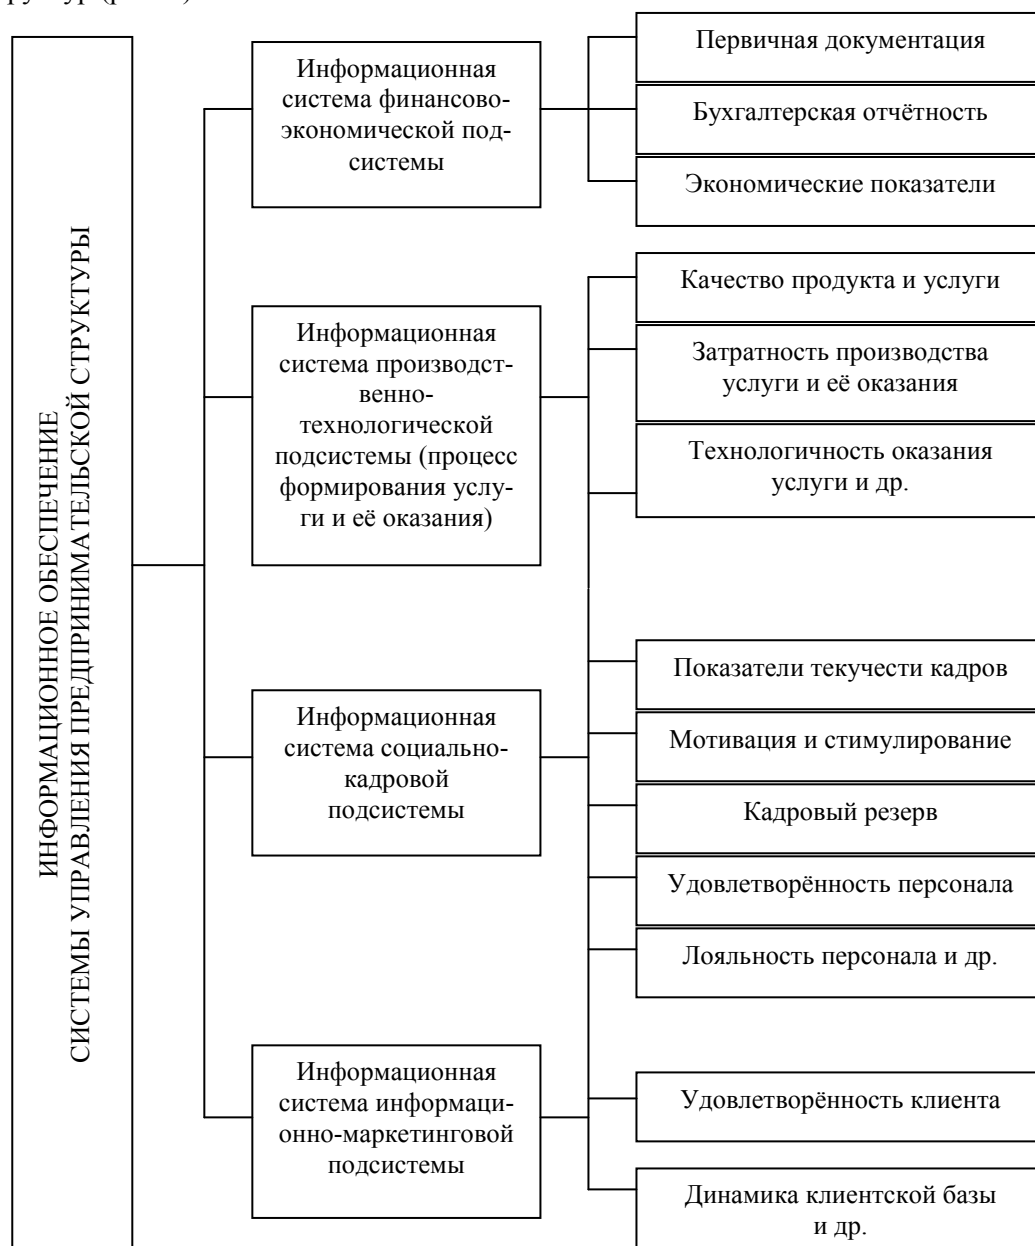 ИНФОРМАЦИОННОЕ ОБЕСПЕЧЕНИЕ
СИСТЕМЫ УПРАВЛЕНИЯ ПРЕДПРИНИМАТЕЛЬСКОЙ СТРУКТУРЫ
Информационная
система финансово-
экономической под-
системы
Первичная документация
Бухгалтерская отчётность
Экономические показатели
Информационная
система производст-
венно-
технологической
подсистемы (процесс
формирования услу-
ги и её оказания)
Качество продукта и услуги
Затратность производства
услуги и её оказания
Технологичность оказания
услуги и др.
Информационная
система социально-
кадровой
подсистемы
Показатели текучести кадров
Мотивация и стимулирование
Кадровый резерв
Удовлетворённость персонала
Лояльность персонала и др.
Информационная
система информаци-
онно-маркетинговой
подсистемы
Удовлетворённость клиента
Динамика клиентской базы
и др.